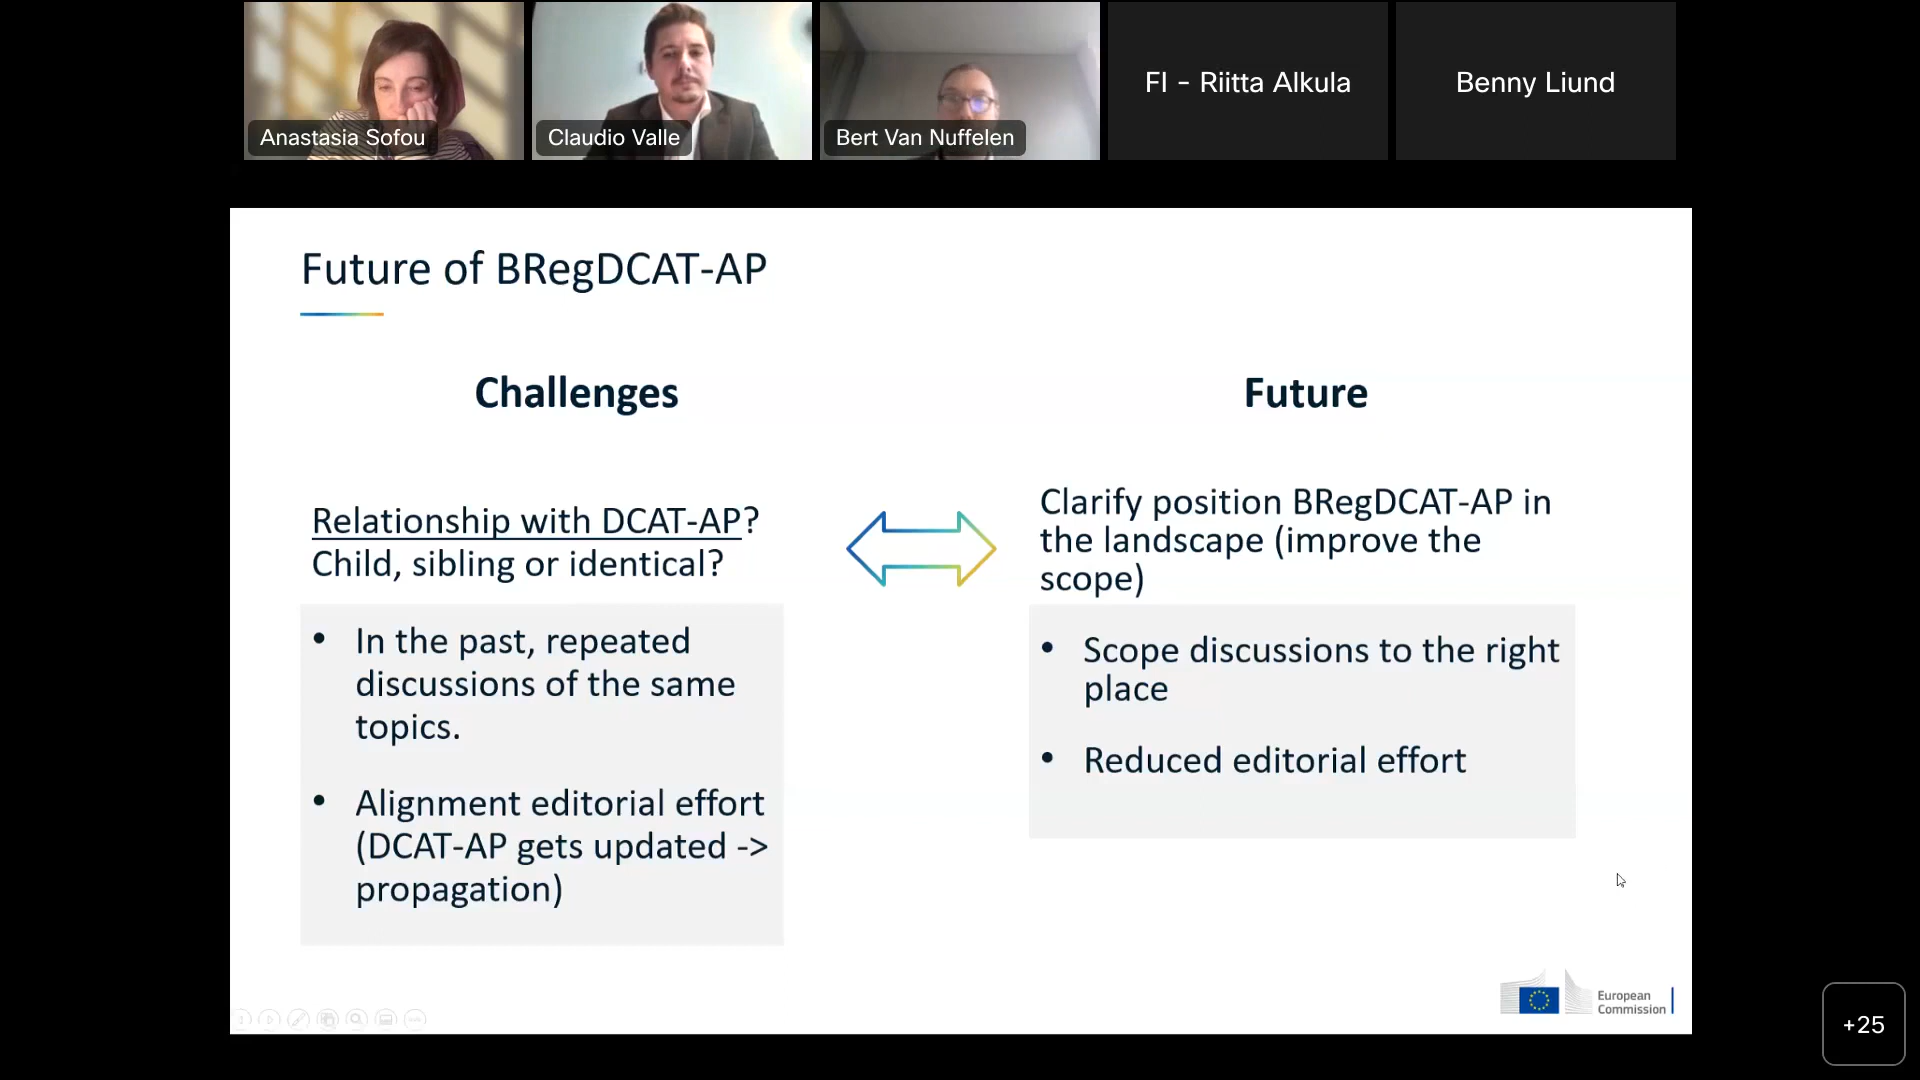 Anastasia Sofou
Claudio Valle
Bert Van Nuffelen
FI - Riitta Alkula
Benny Liund
Future of BRegDCAT-AP
Challenges
Relationship with DCAT-AP?
Child, sibling or identical?
• In the past, repeated
discussions of the same
topics.
• Alignment editorial effort
(DCAT-AP gets updated ->
propagation)
Future
Clarify position BRegDCAT-AP in
the landscape (improve the
scope)
• Scope discussions to the right
place
• Reduced editorial effort
European
Commission
+25